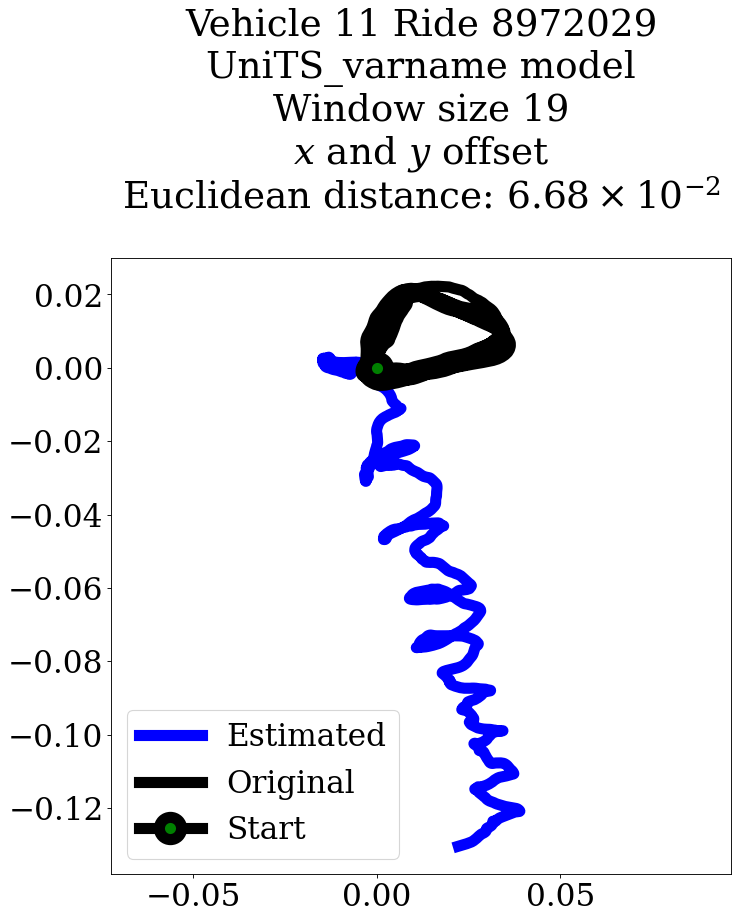 Vehicle 11 Ride 8972029
UniTS_varname model
Window size 19
x and y offset
Euclidean distance: 6.68 × 10⁻²
0.02
0.00
−0.02
−0.04
−0.06
−0.08
−0.10
−0.12
Estimated
Original
Start
−0.05 0.00 0.05